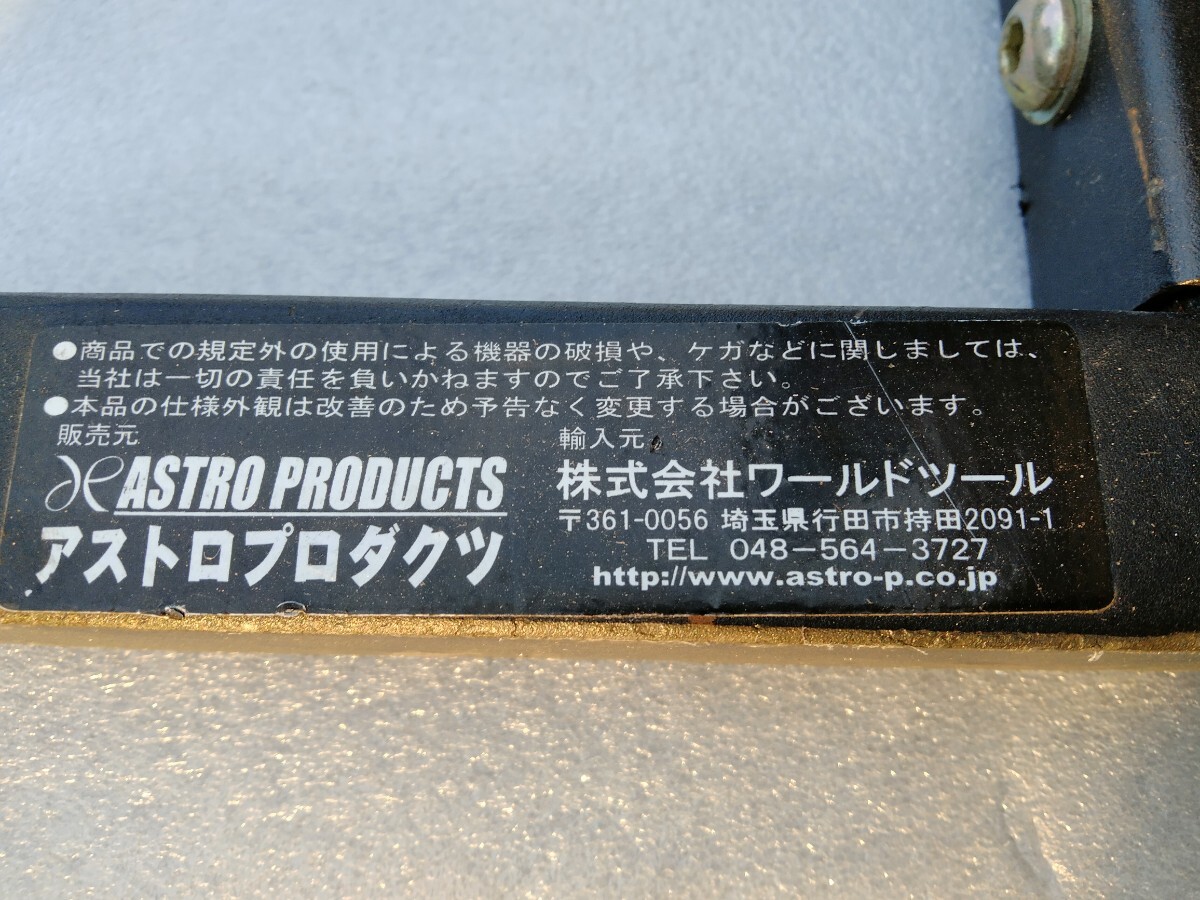 ●商品での規定外の使用による機器の破損や、ケガなどに関しましては、
当社は一切の責任を負いかねますのでご了承下さい。
●本品の仕様外観は改善のため予告なく変更する場合がございます。
販売元
ASTRO PRODUCTS
アストロプロダクツ
輸入元
株式会社ワールドツール
〒361-0056 埼玉県行田市持田2091-1
TEL 048-564-3727
http://www.astro-p.co.jp